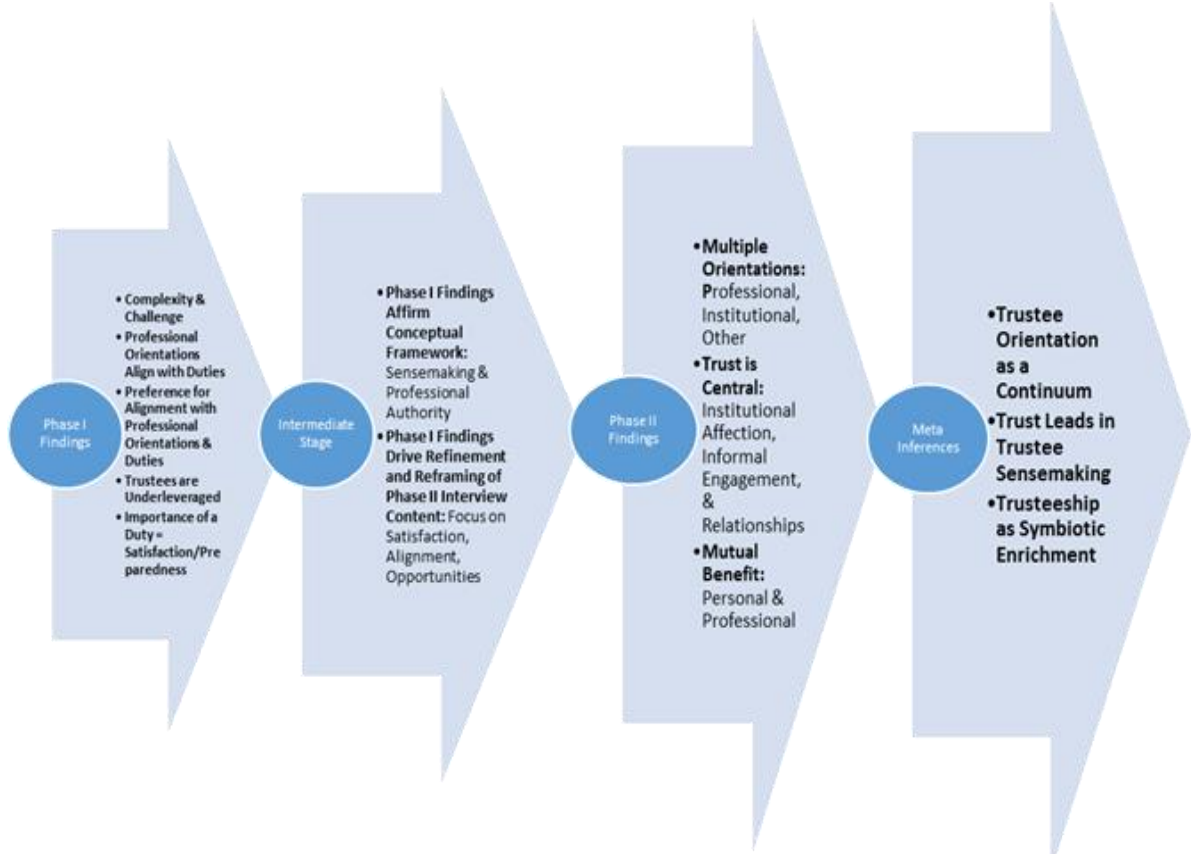 Phase I
Findings
• Complexity &
Challenge
• Professional
Orientations
Align with Duties
• Preference for
Alignment with
Professional
Orientations &
Duties
• Trustees are
Underleveraged
• Importance of a
Duty =
Satisfaction/Pre
paredness
Intermediate
Stage
• Phase I Findings
Affirm
Conceptual
Framework:
Sensemaking &
Professional
Authority
• Phase I Findings
Drive Refinement
and Reframing of
Phase II Interview
Content: Focus on
Satisfaction,
Alignment,
Opportunities
Phase II
Findings
•Multiple
Orientations:
Professional,
Institutional,
Other
•Trust is
Central:
Institutional
Affection,
Informal
Engagement,
&
Relationships
•Mutual
Benefit:
Personal &
Professional
Meta
Inferences
•Trustee
Orientation
as a
Continuum
•Trust Leads in
Trustee
Sensemaking
•Trusteeship
as Symbiotic
Enrichment